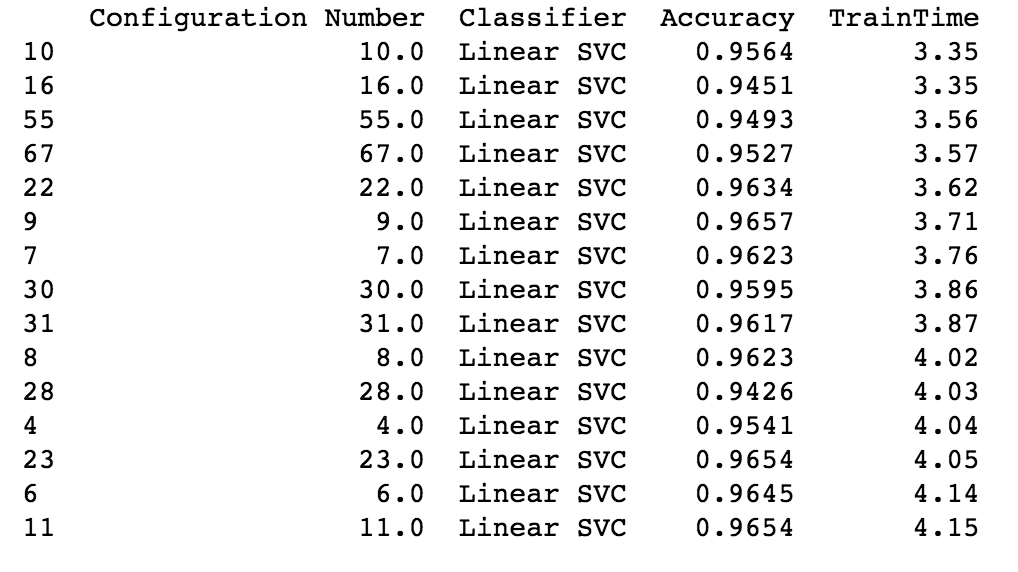 Configuration Number Classifier Accuracy TrainTime
10 10.0 Linear SVC 0.9564 3.35
16 16.0 Linear SVC 0.9451 3.35
55 55.0 Linear SVC 0.9493 3.56
67 67.0 Linear SVC 0.9527 3.57
22 22.0 Linear SVC 0.9634 3.62
9 9.0 Linear SVC 0.9657 3.71
7 7.0 Linear SVC 0.9623 3.76
30 30.0 Linear SVC 0.9595 3.86
31 31.0 Linear SVC 0.9617 3.87
8 8.0 Linear SVC 0.9623 4.02
28 28.0 Linear SVC 0.9426 4.03
4 4.0 Linear SVC 0.9541 4.04
23 23.0 Linear SVC 0.9654 4.05
6 6.0 Linear SVC 0.9645 4.14
11 11.0 Linear SVC 0.9654 4.15